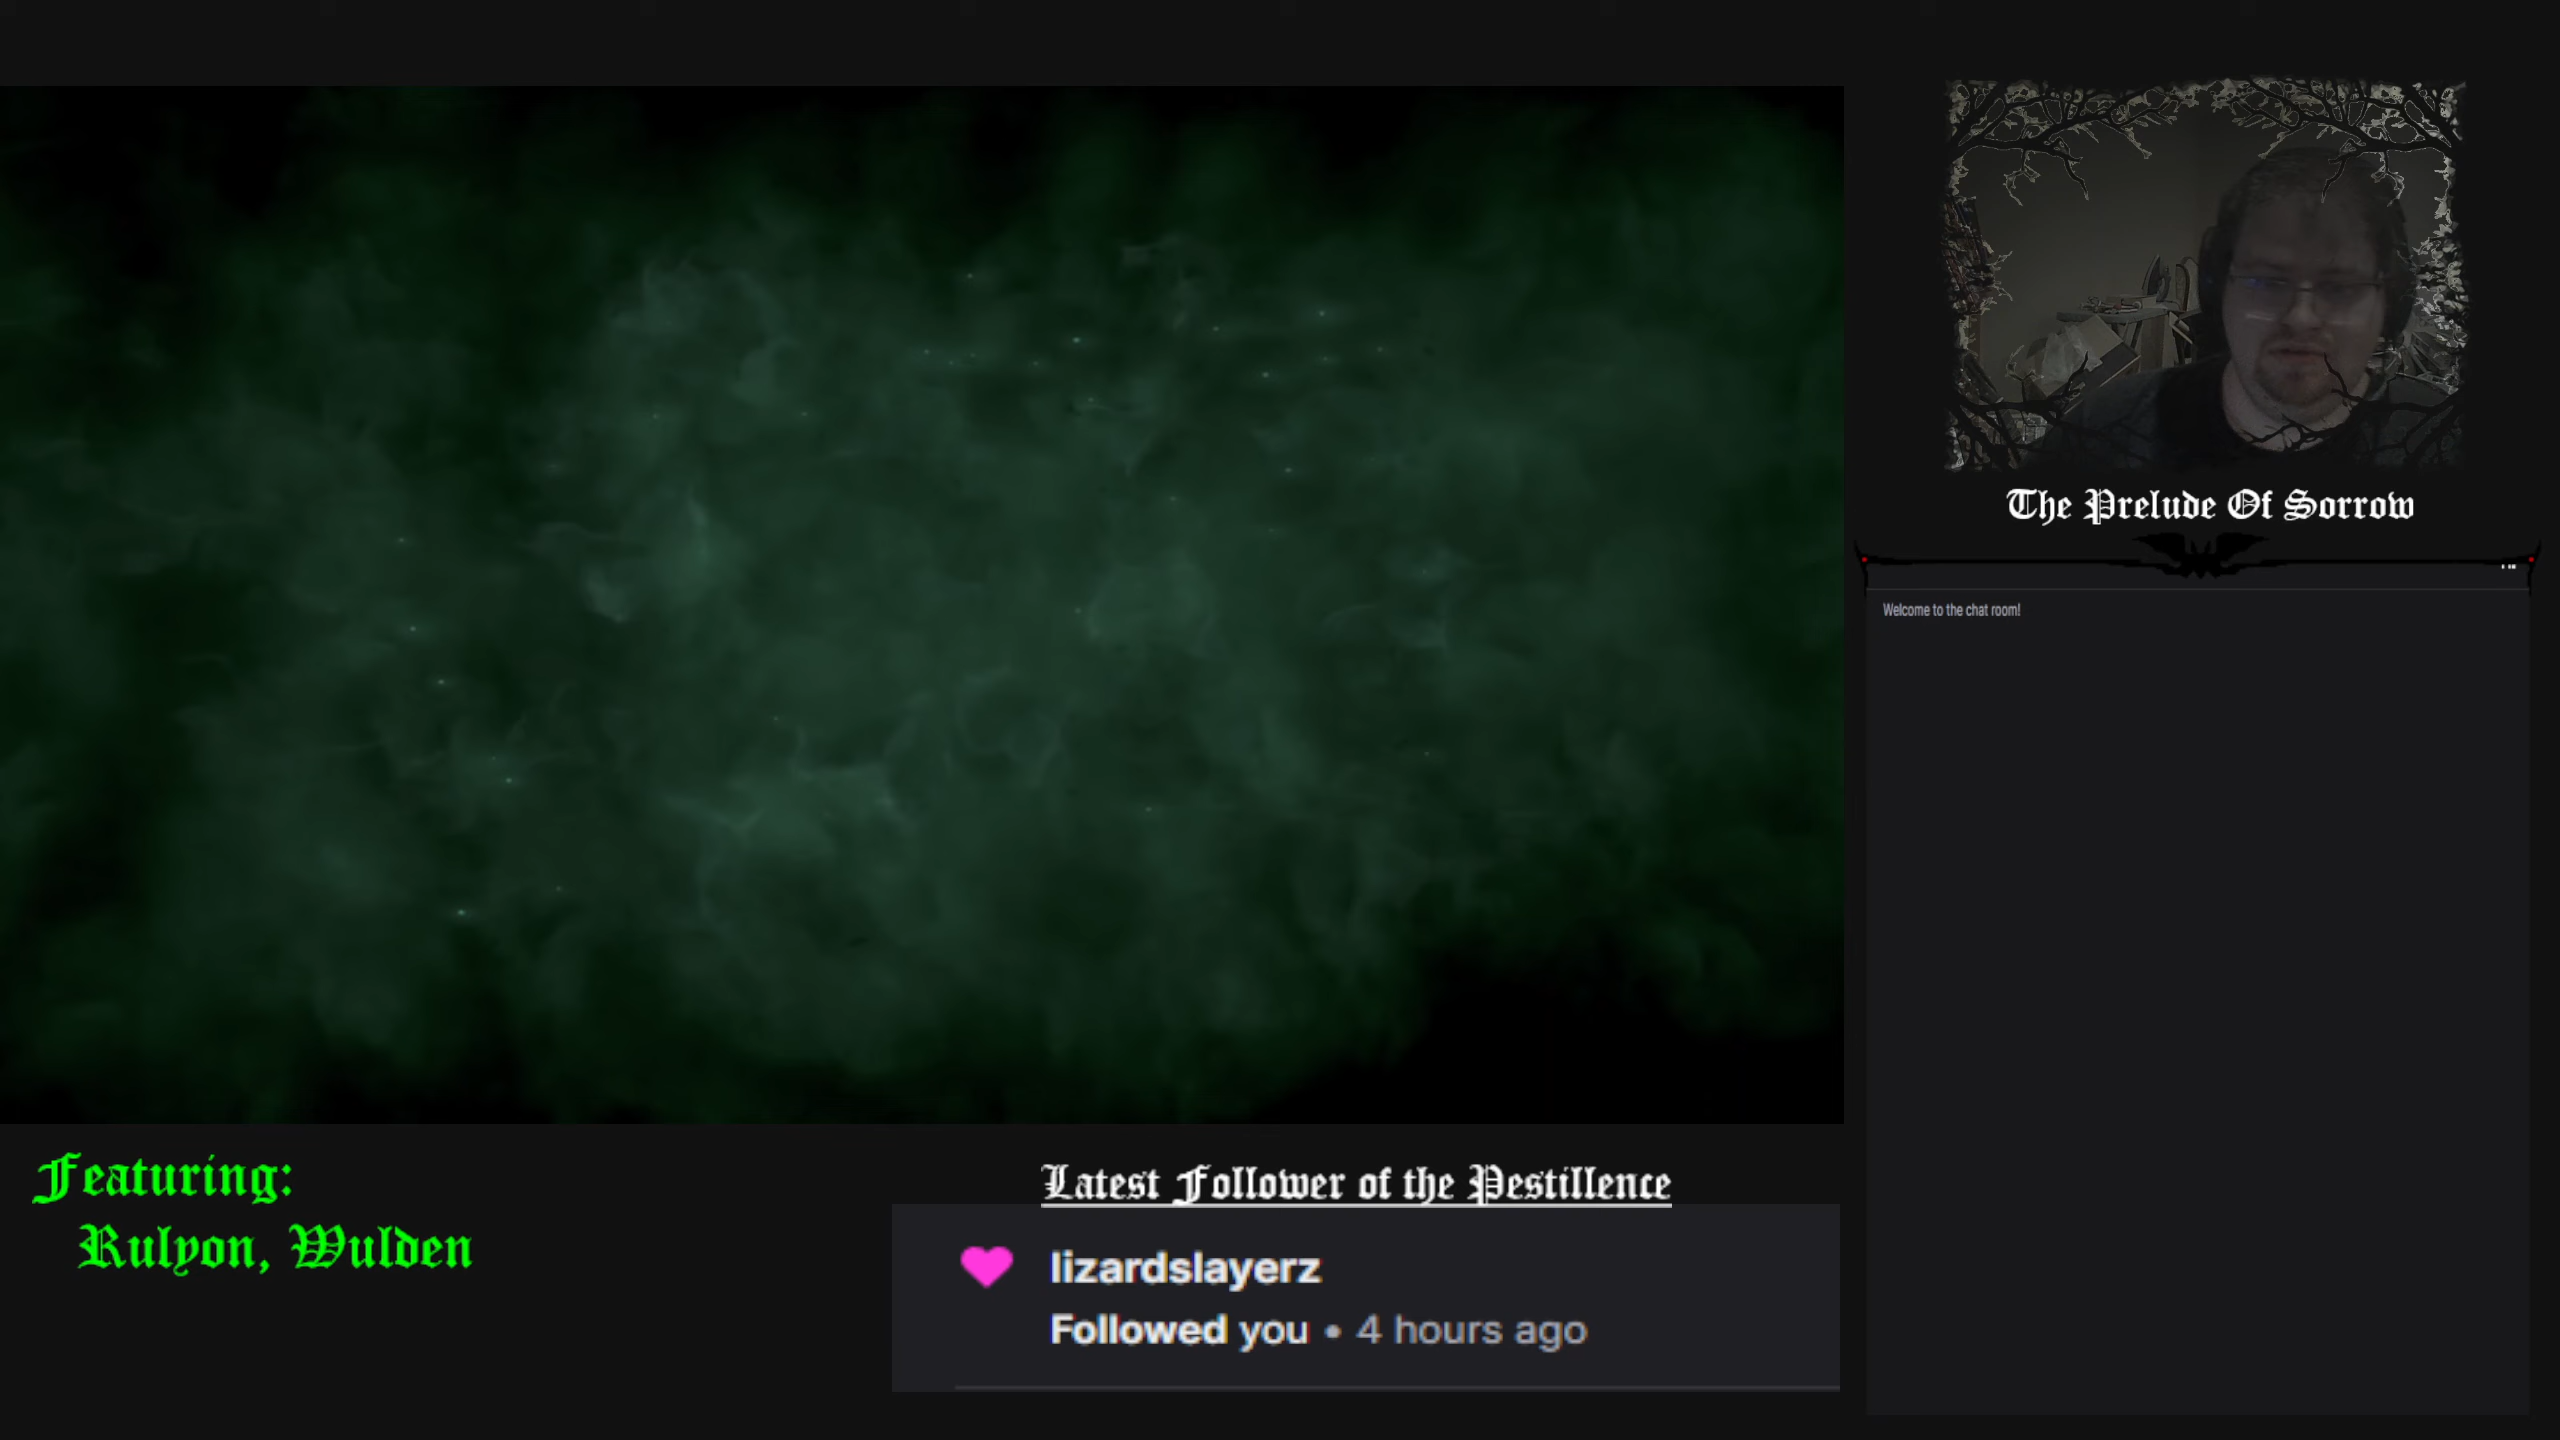 The Prelude Of Sorrow
Welcome to the chat room!
Featuring:
Rulyon, Wulden
Latest Follower of the Pestillence
lizardslayerz
Followed you • 4 hours ago